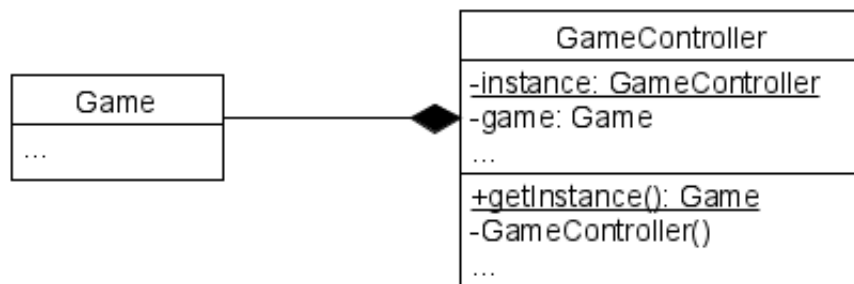 Game
...
GameController
-instance: GameController
-game: Game
...
+getInstance(): Game
-GameController()
...